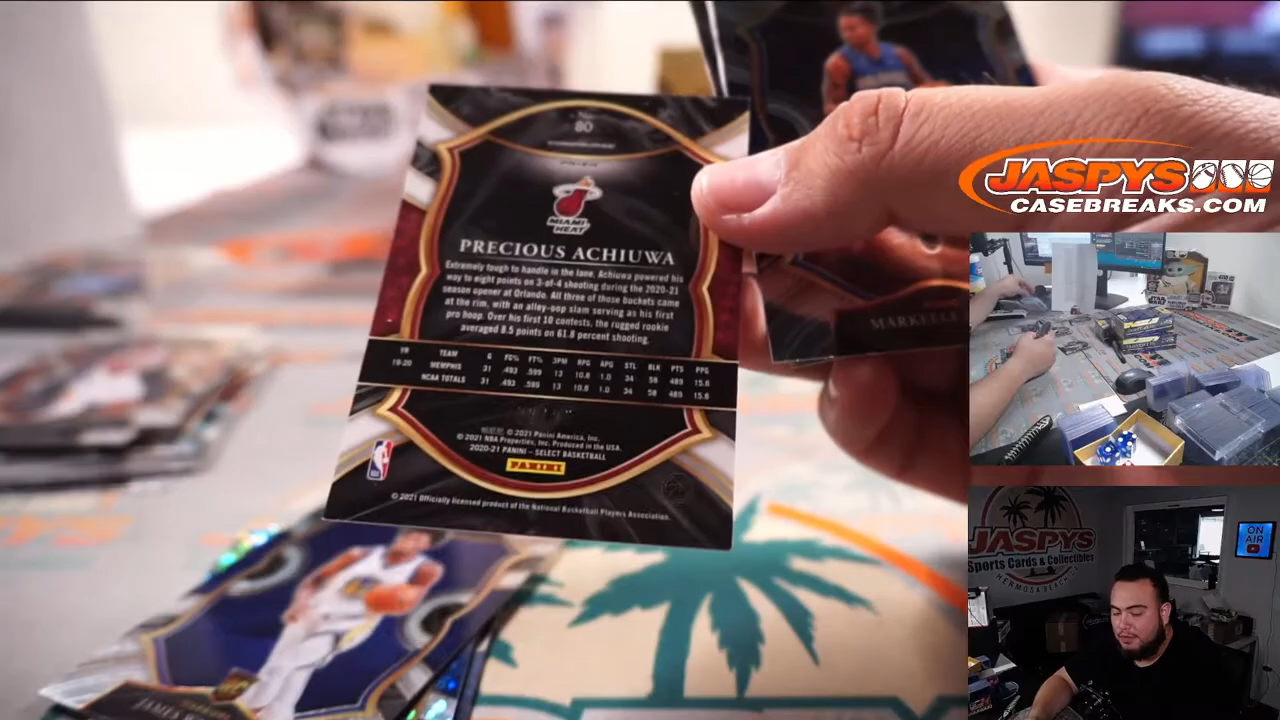 80
PRIZM
MIAMI
HEAT
PRECIOUS ACHIUWA
Extremely tough to handle in the lane, Achiuwa powered his
way to eight points on 3-of-4 shooting during the 2020-21
season opener at Orlando. All three of those buckets came
at the rim, with an alley-oop slam serving as his first
pro hoop. Over his first 10 contests, the rugged rookie
averaged 8.5 points on 61.8 percent shooting.
YR TEAM G FG% FT% 3PM RPG APG STL BLK PTS PPG
19-20 MEMPHIS 31 .493 .599 13 10.8 1.0 34 58 489 15.8
NCAA TOTALS 31 .493 .599 13 10.8 1.0 34 58 489 15.8
© 2021 Panini America, Inc.
© 2021 NBA Properties, Inc. Produced in the USA.
2020-21 PANINI – SELECT BASKETBALL
PANINI
© 2021 Officially licensed product of the National Basketball Players Association.
MARKELLE
JAMES
JASPYS
CASEBREAKS.COM
STAR
WARS
JASPYS
Sports Cards & Collectibles
HERMOSA BEACH
ON
AIR